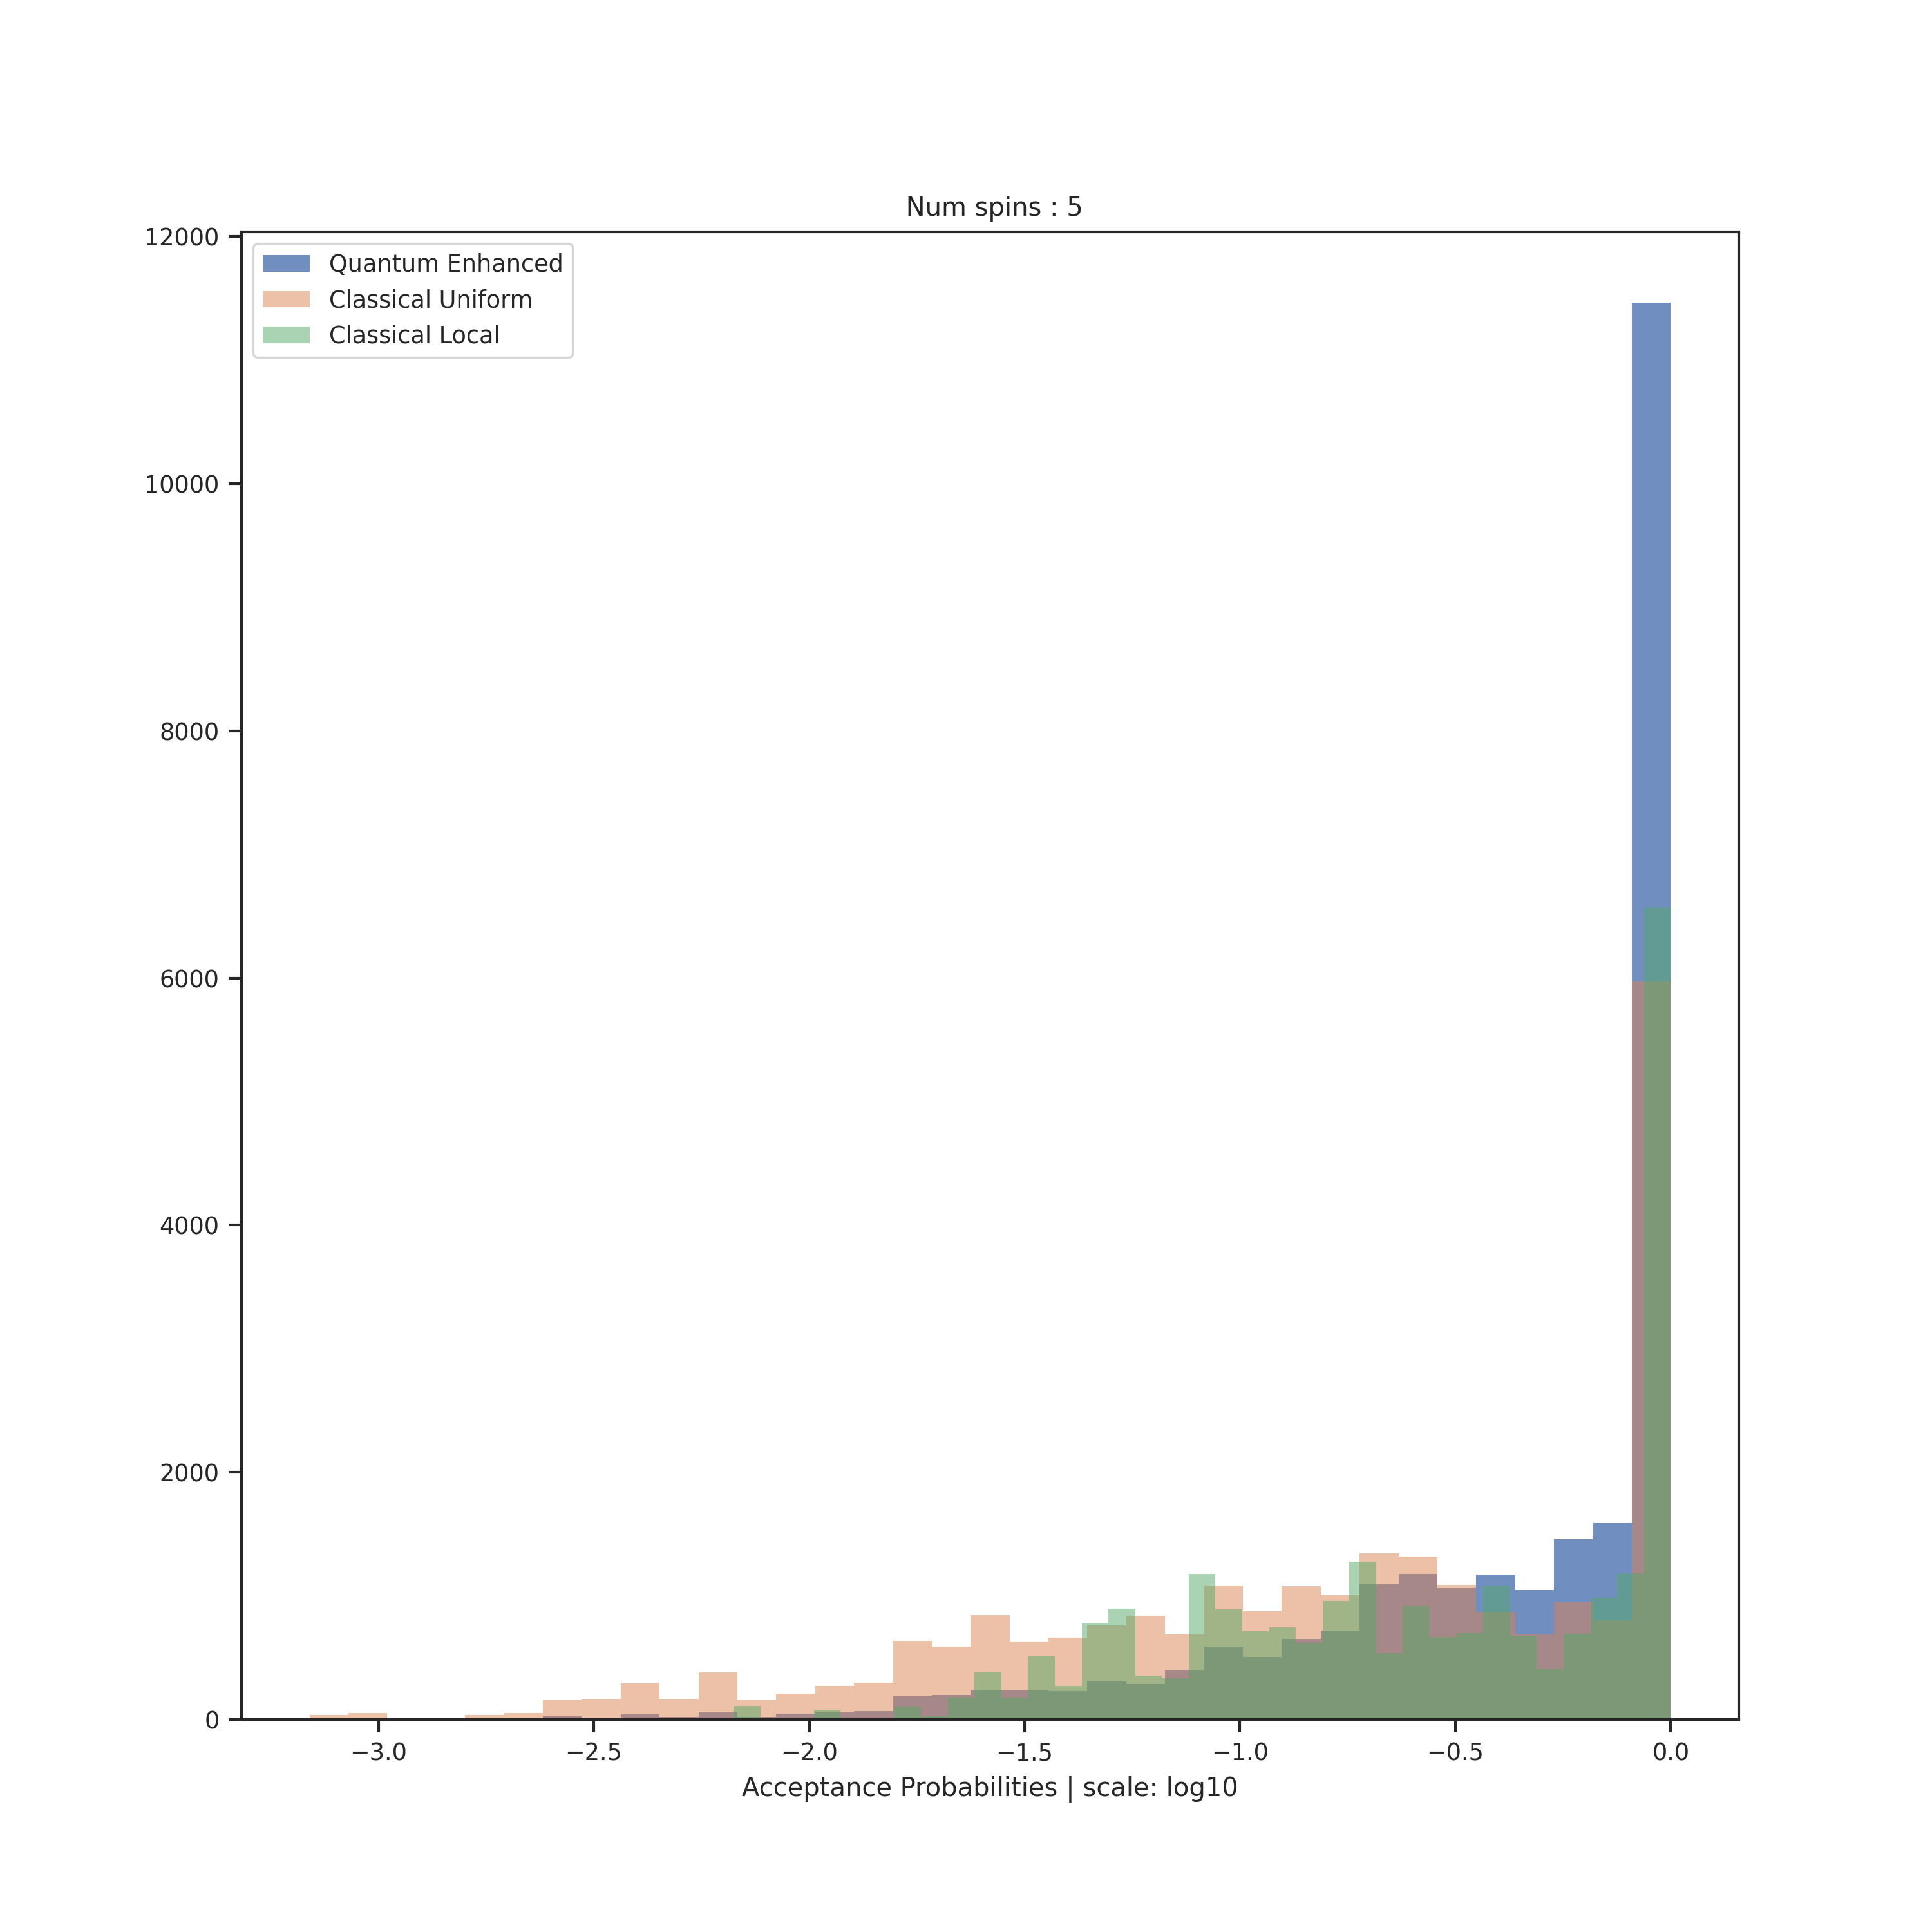 Num spins : 5
12000
10000
8000
6000
4000
2000
0
Quantum Enhanced
Classical Uniform
Classical Local
−3.0 −2.5 −2.0 −1.5 −1.0 −0.5 0.0
Acceptance Probabilities | scale: log10